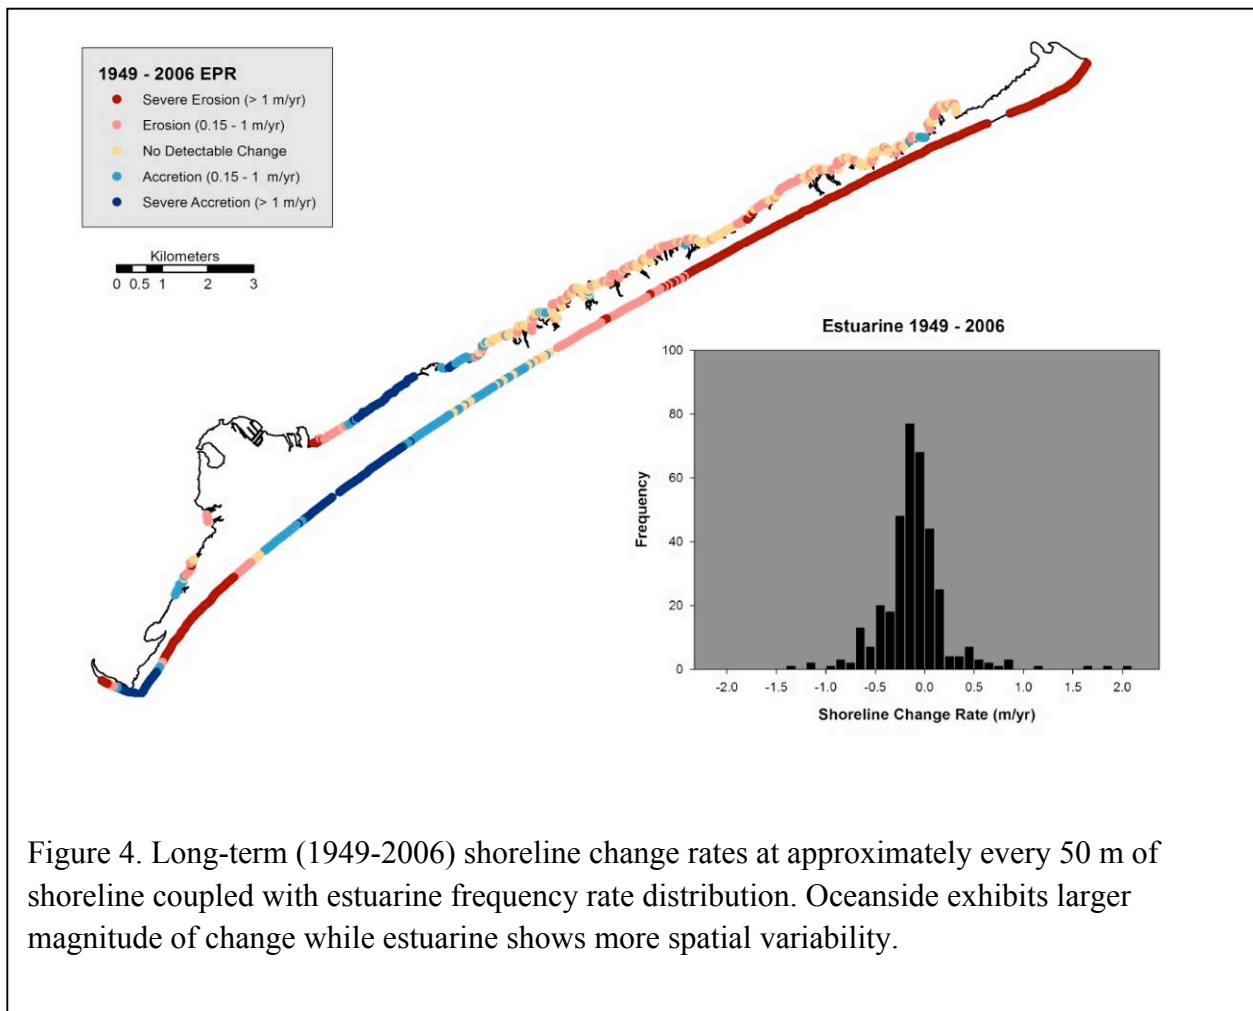 1949 - 2006 EPR
Severe Erosion (> 1 m/yr)
Erosion (0.15 - 1 m/yr)
No Detectable Change
Accretion (0.15 - 1 m/yr)
Severe Accretion (> 1 m/yr)
Kilometers
0 0.5 1 2 3
Estuarine 1949 - 2006
100
80
60
40
20
0
Frequency
-2.0 -1.5 -1.0 -0.5 0.0 0.5 1.0 1.5 2.0
Shoreline Change Rate (m/yr)
Figure 4. Long-term (1949-2006) shoreline change rates at approximately every 50 m of
shoreline coupled with estuarine frequency rate distribution. Oceanside exhibits larger
magnitude of change while estuarine shows more spatial variability.